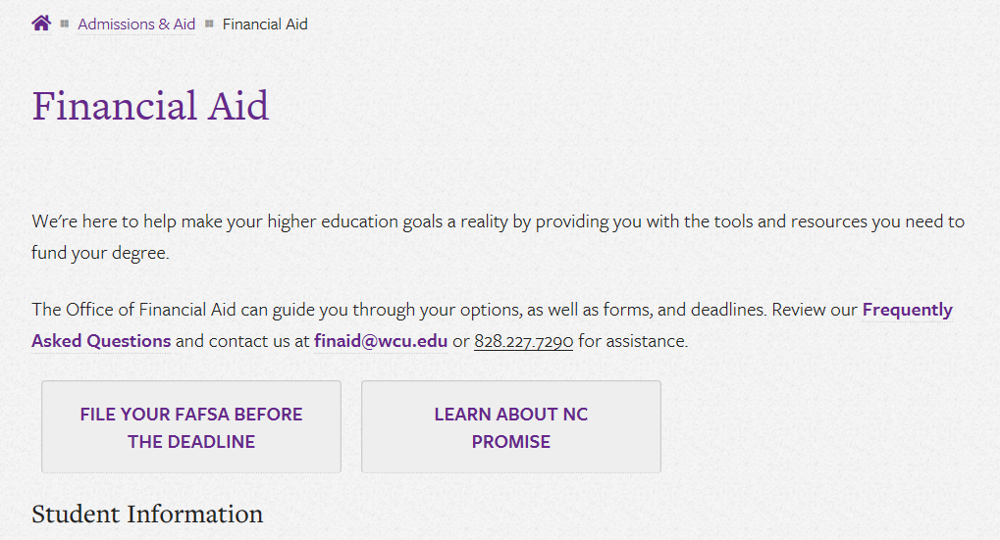 Admissions & Aid Financial Aid
Financial Aid
We're here to help make your higher education goals a reality by providing you with the tools and resources you need to
fund your degree.
The Office of Financial Aid can guide you through your options, as well as forms, and deadlines. Review our Frequently
Asked Questions and contact us at finaid@wcu.edu or 828.227.7290 for assistance.
FILE YOUR FAFSA BEFORE
THE DEADLINE
LEARN ABOUT NC
PROMISE
Student Information